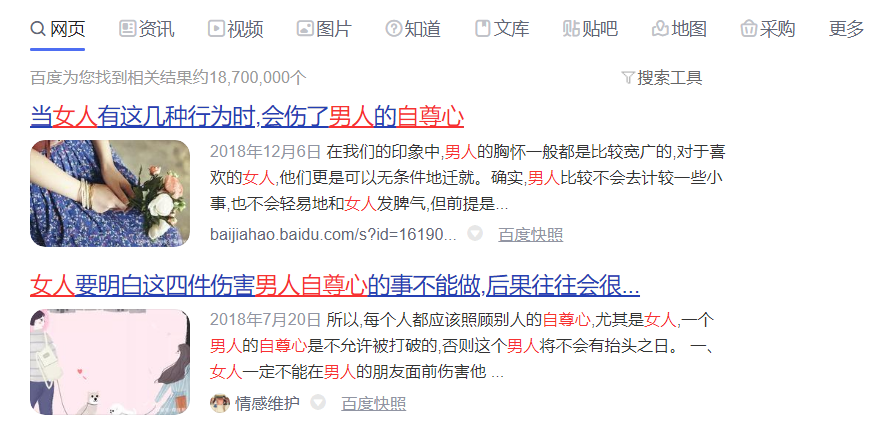 网页 资讯 视频 图片 知道 文库 贴吧 地图 采购 更多
百度为您找到相关结果约18,700,000个 搜索工具
当女人有这几种行为时,会伤了男人的自尊心
2018年12月6日 在我们的印象中,男人的胸怀一般都是比较宽广的,对于喜
欢的女人,他们更是可以无条件地迁就。确实,男人比较不会去计较一些小
事,也不会轻易地和女人发脾气,但前提是...
baijiahao.baidu.com/s?id=16190... 百度快照
女人要明白这四件伤害男人自尊心的事不能做,后果往往会很...
2018年7月20日 所以,每个人都应该照顾别人的自尊心,尤其是女人,一个
男人的自尊心是不允许被打破的,否则这个男人将不会有抬头之日。 一、
女人一定不能在男人的朋友面前伤害他 ...
情感维护 百度快照